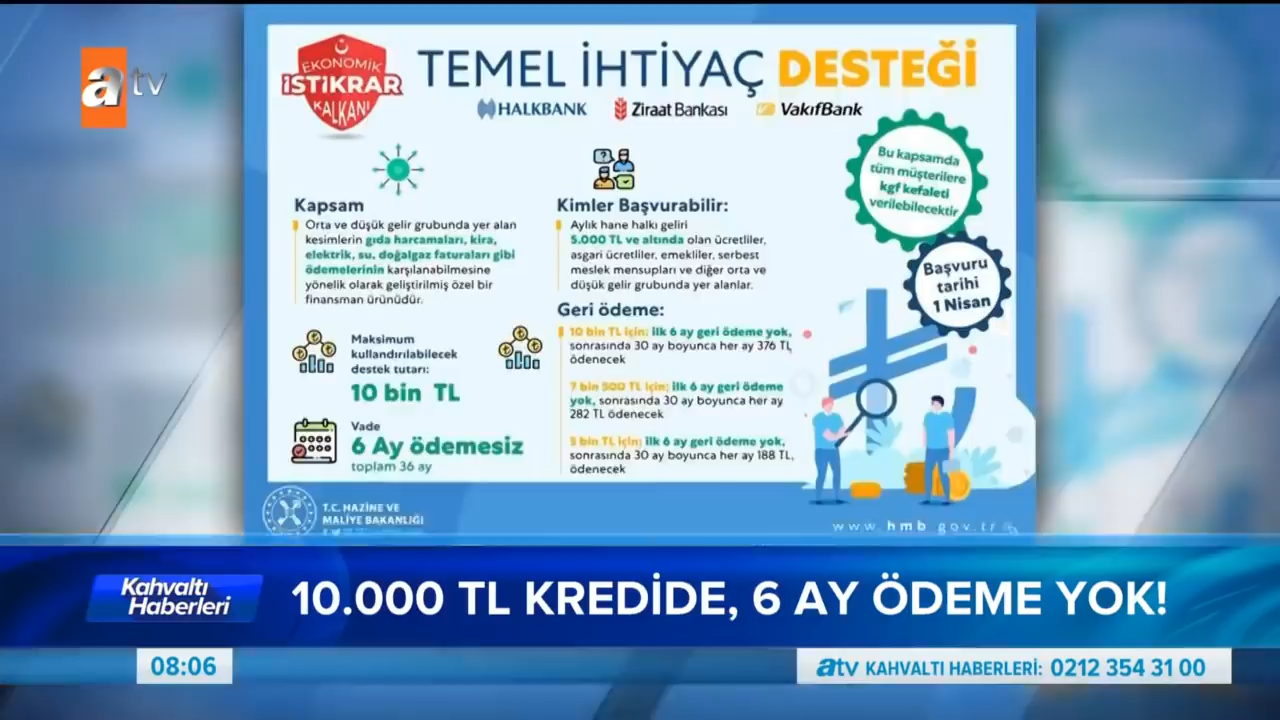 atv
EKONOMİK
İSTİKRAR
KALKANI
TEMEL İHTİYAÇ DESTEĞİ
HALKBANK Ziraat Bankası VakıfBank
Bu kapsamda
tüm müşterilere
kgf kefaleti
verilebilecektir
Başvuru
tarihi
1 Nisan
Kapsam
Orta ve düşük gelir grubunda yer alan
kesimlerin gıda harcamaları, kira,
elektrik, su, doğalgaz faturaları gibi
ödemelerinin karşılanabilmesine
yönelik olarak geliştirilmiş özel bir
finansman ürünüdür.
Maksimum
kullandırılabilecek
destek tutarı:
10 bin TL
Vade
6 Ay ödemesiz
toplam 36 ay
Kimler Başvurabilir:
Aylık hane halkı geliri
5.000 TL ve altında olan ücretliler,
asgari ücretliler, emekliler, serbest
meslek mensupları ve diğer orta ve
düşük gelir grubunda yer alanlar.
Geri ödeme:
10 bin TL için; ilk 6 ay geri ödeme yok,
sonrasında 30 ay boyunca her ay 376 TL
ödenecek
7 bin 500 TL için; ilk 6 ay geri ödeme
yok, sonrasında 30 ay boyunca her ay
282 TL ödenecek
5 bin TL için; ilk 6 ay geri ödeme yok,
sonrasında 30 ay boyunca her ay 188 TL,
ödenecek
T.C. HAZİNE VE
MALİYE BAKANLIĞI
www.hmb.gov.tr
Kahvaltı
Haberleri
10.000 TL KREDİDE, 6 AY ÖDEME YOK!
08:06
atv KAHVALTI HABERLERİ: 0212 354 31 00